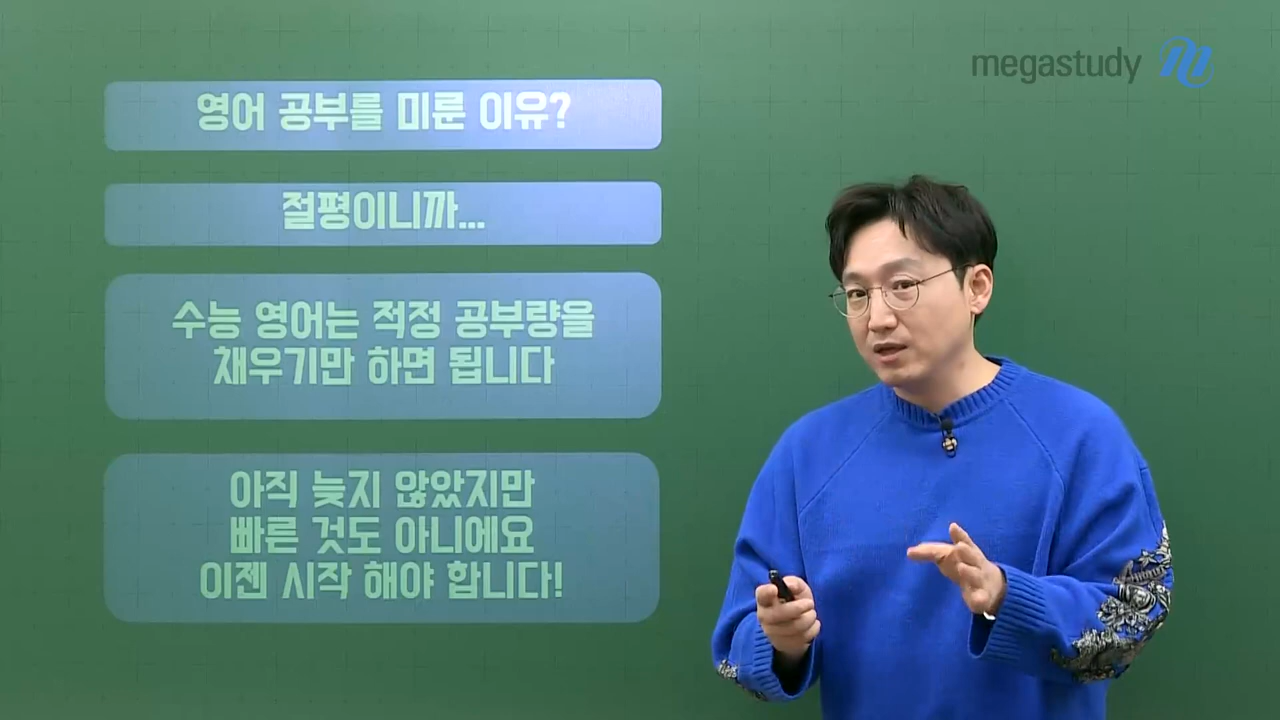 megastudy
영어 공부를 미룬 이유?
절평이니까...
수능 영어는 적정 공부량을
채우기만 하면 됩니다
아직 늦지 않았지만
빠른 것도 아니에요
이젠 시작 해야 합니다!